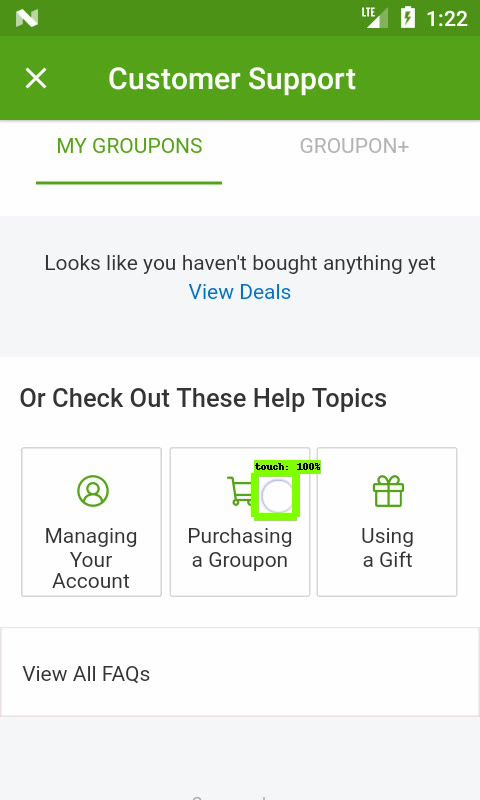 LTE 1:22
Customer Support
MY GROUPONS GROUPON+
Looks like you haven't bought anything yet
View Deals
Or Check Out These Help Topics
touch: 100%
Managing
Your
Account
Purchasing
a Groupon
Using
a Gift
View All FAQs